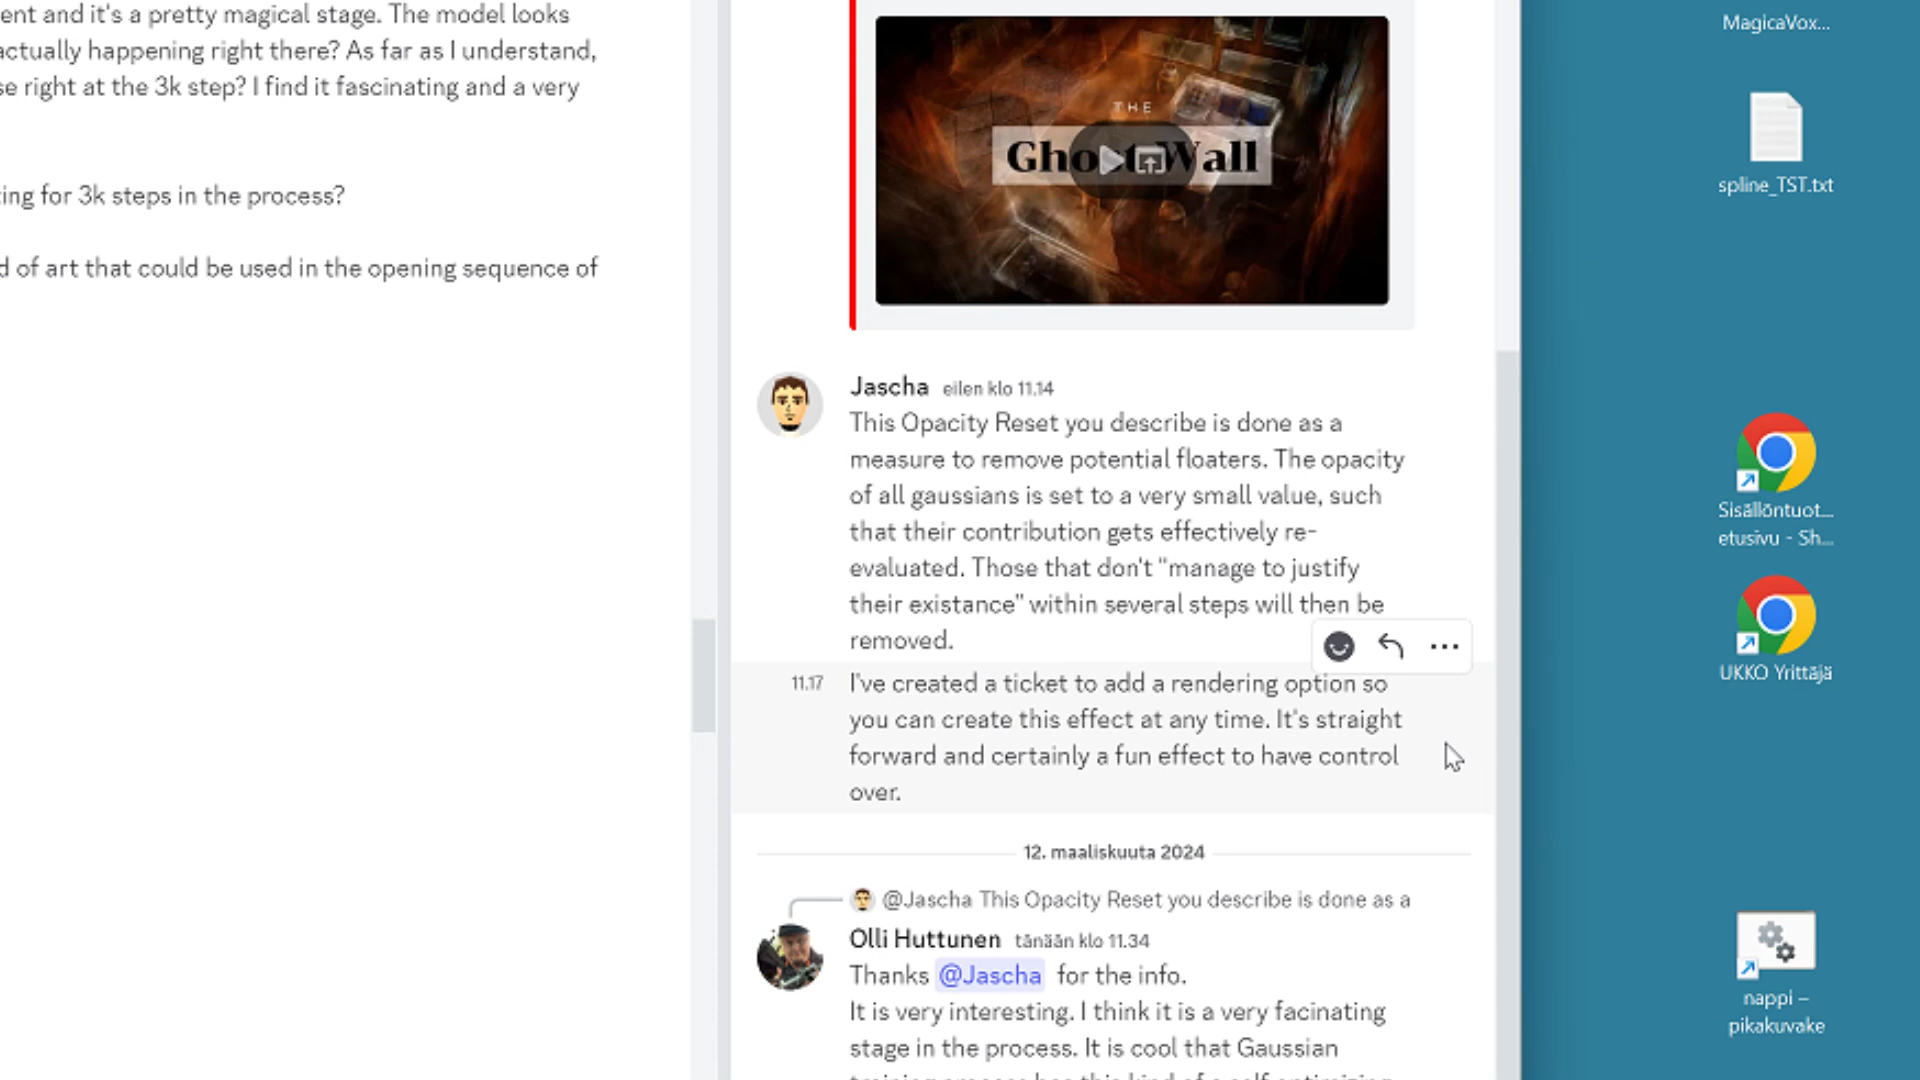 ent and it's a pretty magical stage. The model looks
actually happening right there? As far as I understand,
se right at the 3k step? I find it fascinating and a very
ting for 3k steps in the process?
d of art that could be used in the opening sequence of
THE
Ghost Wall
Jascha eilen klo 11.14
This Opacity Reset you describe is done as a
measure to remove potential floaters. The opacity
of all gaussians is set to a very small value, such
that their contribution gets effectively re-
evaluated. Those that don't "manage to justify
their existance" within several steps will then be
removed.
11.17 I've created a ticket to add a rendering option so
you can create this effect at any time. It's straight
forward and certainly a fun effect to have control
over.
12. maaliskuuta 2024
@Jascha This Opacity Reset you describe is done as a
Olli Huttunen tänään klo 11.34
Thanks @Jascha for the info.
It is very interesting. I think it is a very facinating
stage in the process. It is cool that Gaussian
MagicaVox...
spline_TST.txt
Sisällöntuot...
etusivu - Sh...
UKKO Yrittäjä
nappi –
pikakuvake